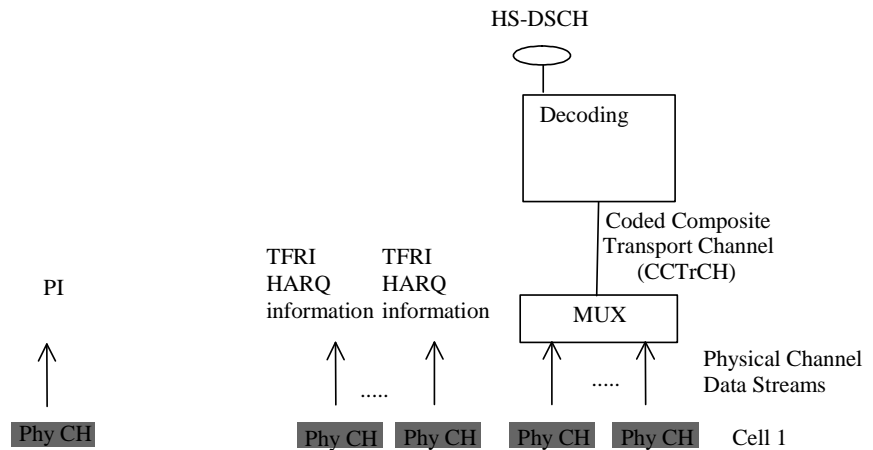 HS-DSCH
Decoding
Coded Composite
Transport Channel
(CCTrCH)
TFRI
HARQ
information
TFRI
HARQ
information
PI
MUX
Physical Channel
Data Streams
.....
.....
Phy CH
Phy CH
Phy CH
Phy CH
Phy CH
Cell 1